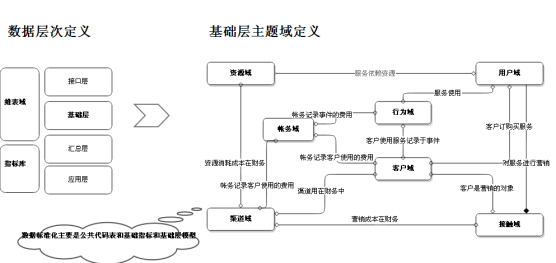 数据层次定义
基础层主题域定义
维表域
指标库
接口层
基础层
汇总层
应用层
数据标准化主要是公共代码表和基础指标和基础层模型
资源域
服务依赖资源
用户域
服务使用
帐务记录事件的费用
行为域
帐务域
客户订购买服务
客户使用服务记录于事件
资源消耗成本在财务
帐务记录客户使用的费用
对服务进行营销
客户域
帐务记录客户使用的费用
渠道用在财务中
客户是营销的对象
渠道域
营销成本在财务
接触域